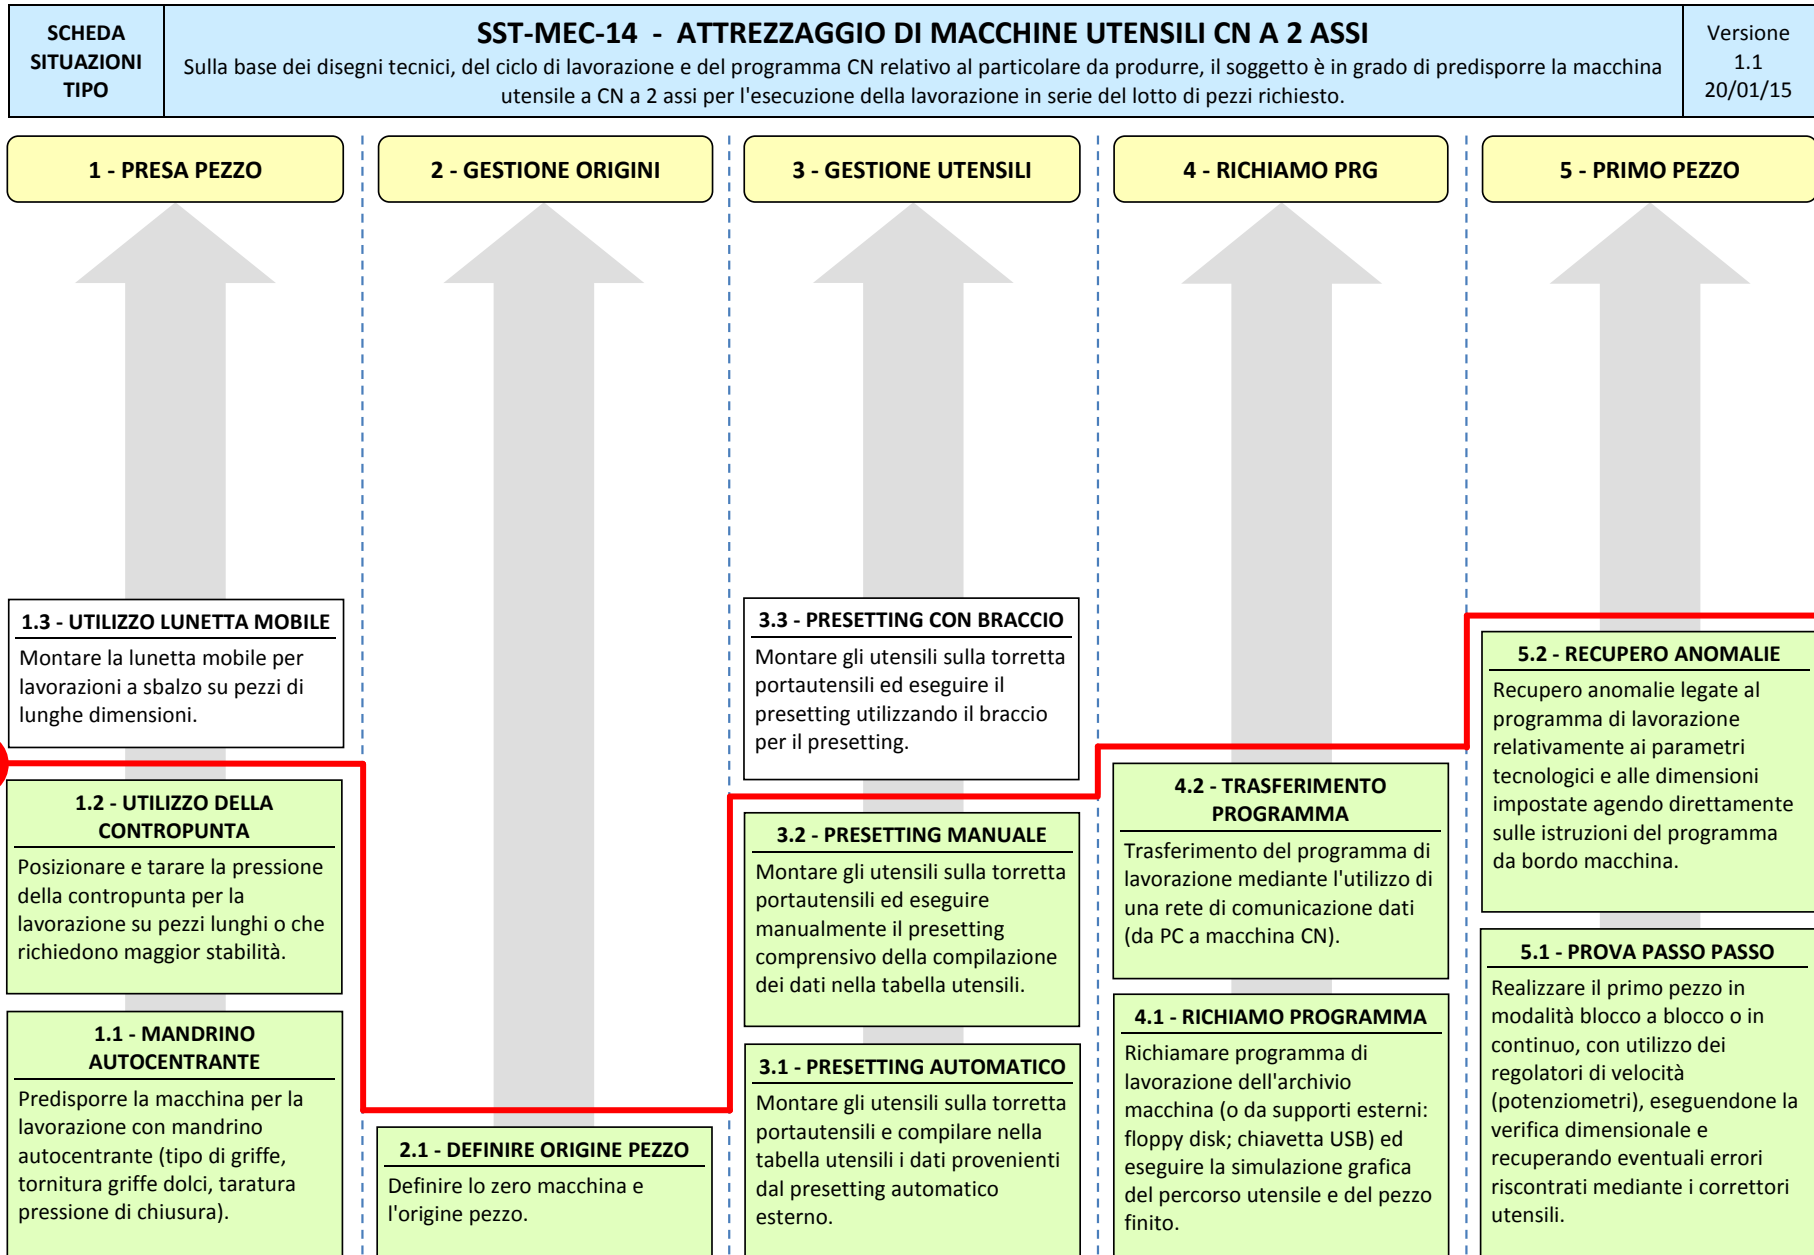 SCHEDA
SITUAZIONI
TIPO
SST-MEC-14 - ATTREZZAGGIO DI MACCHINE UTENSILI CN A 2 ASSI
Sulla base dei disegni tecnici, del ciclo di lavorazione e del programma CN relativo al particolare da produrre, il soggetto è in grado di predisporre la macchina
utensile a CN a 2 assi per l'esecuzione della lavorazione in serie del lotto di pezzi richiesto.
Versione
1.1
20/01/15
1 - PRESA PEZZO
2 - GESTIONE ORIGINI
3 - GESTIONE UTENSILI
4 - RICHIAMO PRG
5 - PRIMO PEZZO
1.3 - UTILIZZO LUNETTA MOBILE
Montare la lunetta mobile per
lavorazioni a sbalzo su pezzi di
lunghe dimensioni.
1.2 - UTILIZZO DELLA
CONTROPUNTA
Posizionare e tarare la pressione
della contropunta per la
lavorazione su pezzi lunghi o che
richiedono maggior stabilità.
1.1 - MANDRINO
AUTOCENTRANTE
Predisporre la macchina per la
lavorazione con mandrino
autocentrante (tipo di griffe,
tornitura griffe dolci, taratura
pressione di chiusura).
2.1 - DEFINIRE ORIGINE PEZZO
Definire lo zero macchina e
l'origine pezzo.
3.3 - PRESETTING CON BRACCIO
Montare gli utensili sulla torretta
portautensili ed eseguire il
presetting utilizzando il braccio
per il presetting.
3.2 - PRESETTING MANUALE
Montare gli utensili sulla torretta
portautensili ed eseguire
manualmente il presetting
comprensivo della compilazione
dei dati nella tabella utensili.
3.1 - PRESETTING AUTOMATICO
Montare gli utensili sulla torretta
portautensili e compilare nella
tabella utensili i dati provenienti
dal presetting automatico
esterno.
4.2 - TRASFERIMENTO
PROGRAMMA
Trasferimento del programma di
lavorazione mediante l'utilizzo di
una rete di comunicazione dati
(da PC a macchina CN).
4.1 - RICHIAMO PROGRAMMA
Richiamare programma di
lavorazione dell'archivio
macchina (o da supporti esterni:
floppy disk; chiavetta USB) ed
eseguire la simulazione grafica
del percorso utensile e del pezzo
finito.
5.2 - RECUPERO ANOMALIE
Recupero anomalie legate al
programma di lavorazione
relativamente ai parametri
tecnologici e alle dimensioni
impostate agendo direttamente
sulle istruzioni del programma
da bordo macchina.
5.1 - PROVA PASSO PASSO
Realizzare il primo pezzo in
modalità blocco a blocco o in
continuo, con utilizzo dei
regolatori di velocità
(potenziometri), eseguendone la
verifica dimensionale e
recuperando eventuali errori
riscontrati mediante i correttori
utensili.